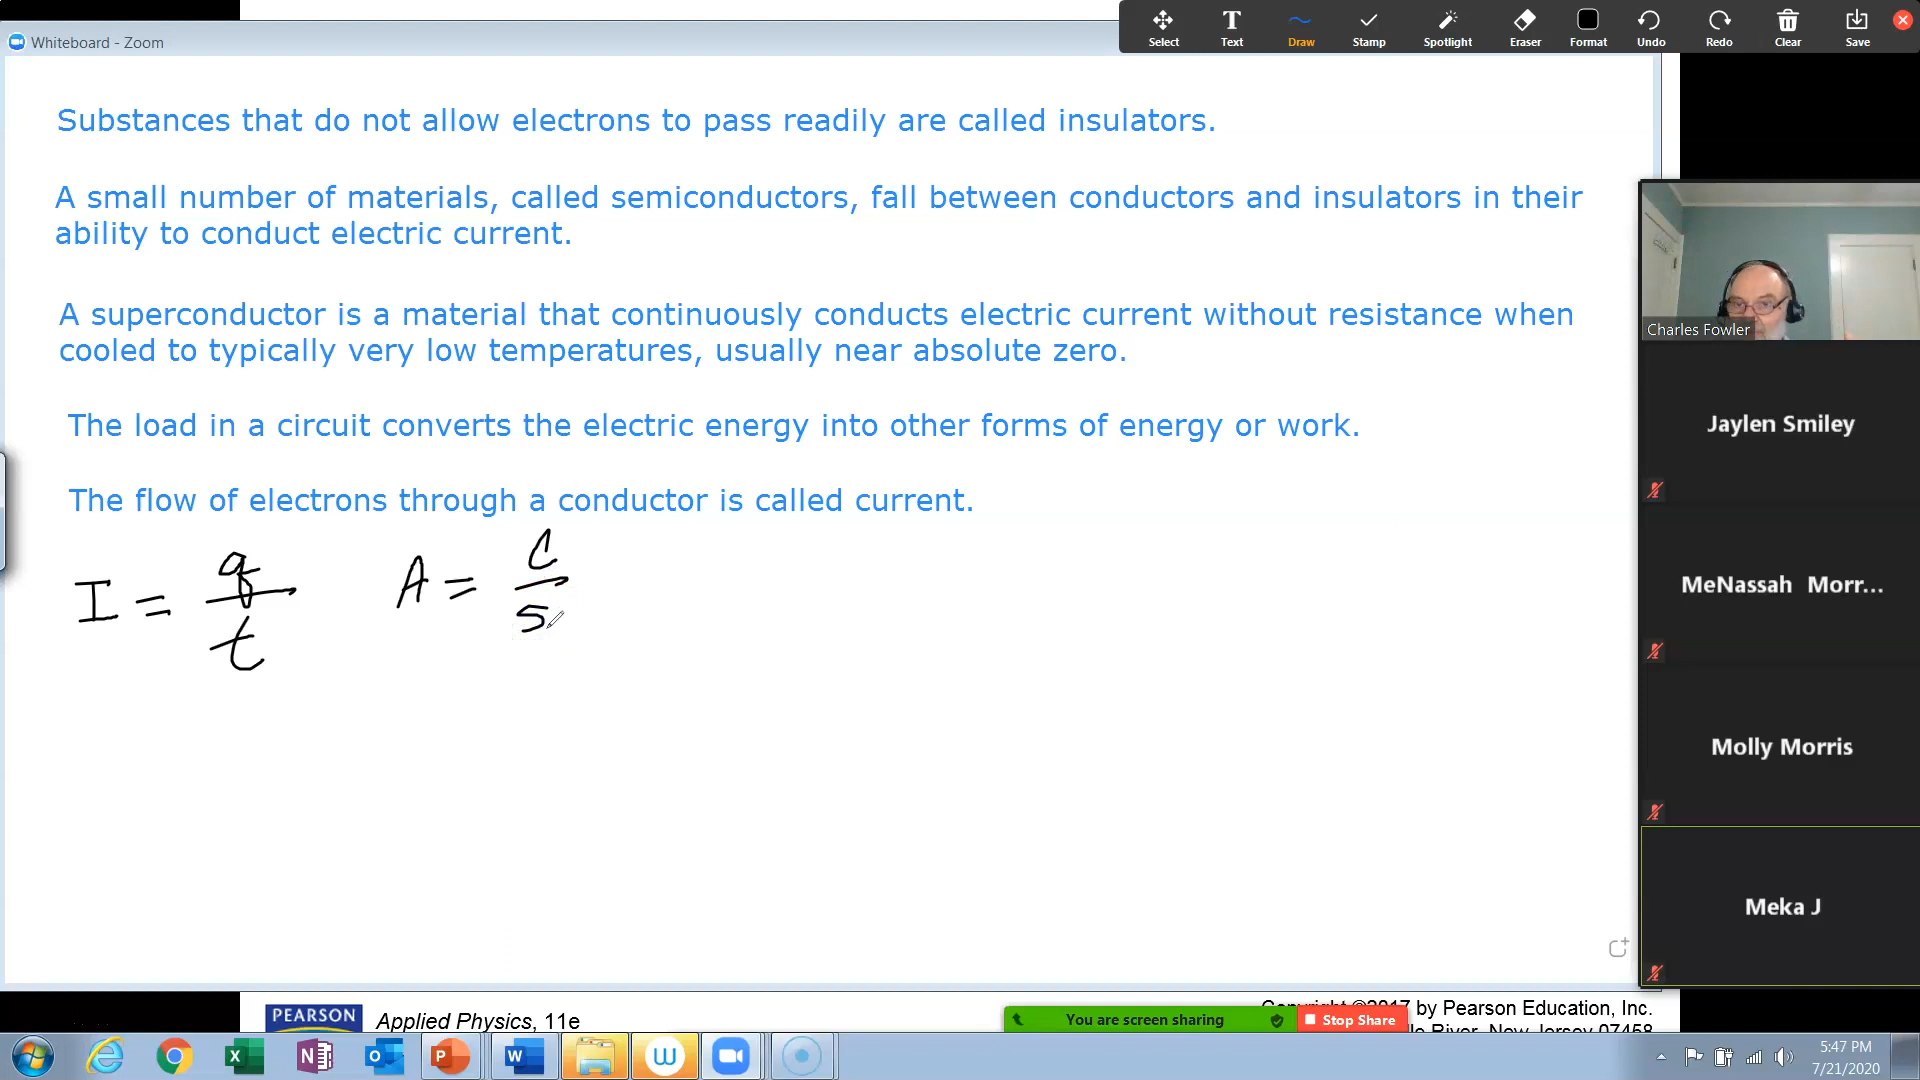 Whiteboard - Zoom
Select Text Draw Stamp Spotlight Eraser Format Undo Redo Clear Save
Substances that do not allow electrons to pass readily are called insulators.
A small number of materials, called semiconductors, fall between conductors and insulators in their
ability to conduct electric current.
A superconductor is a material that continuously conducts electric current without resistance when
cooled to typically very low temperatures, usually near absolute zero.
The load in a circuit converts the electric energy into other forms of energy or work.
The flow of electrons through a conductor is called current.
I = q/t A = C/s
Charles Fowler
Jaylen Smiley
MeNassah Morr...
Molly Morris
Meka J
PEARSON
Applied Physics, 11e
You are screen sharing
Stop Share
Copyright ©2017 by Pearson Education, Inc.
River, New Jersey 07458
5:47 PM
7/21/2020